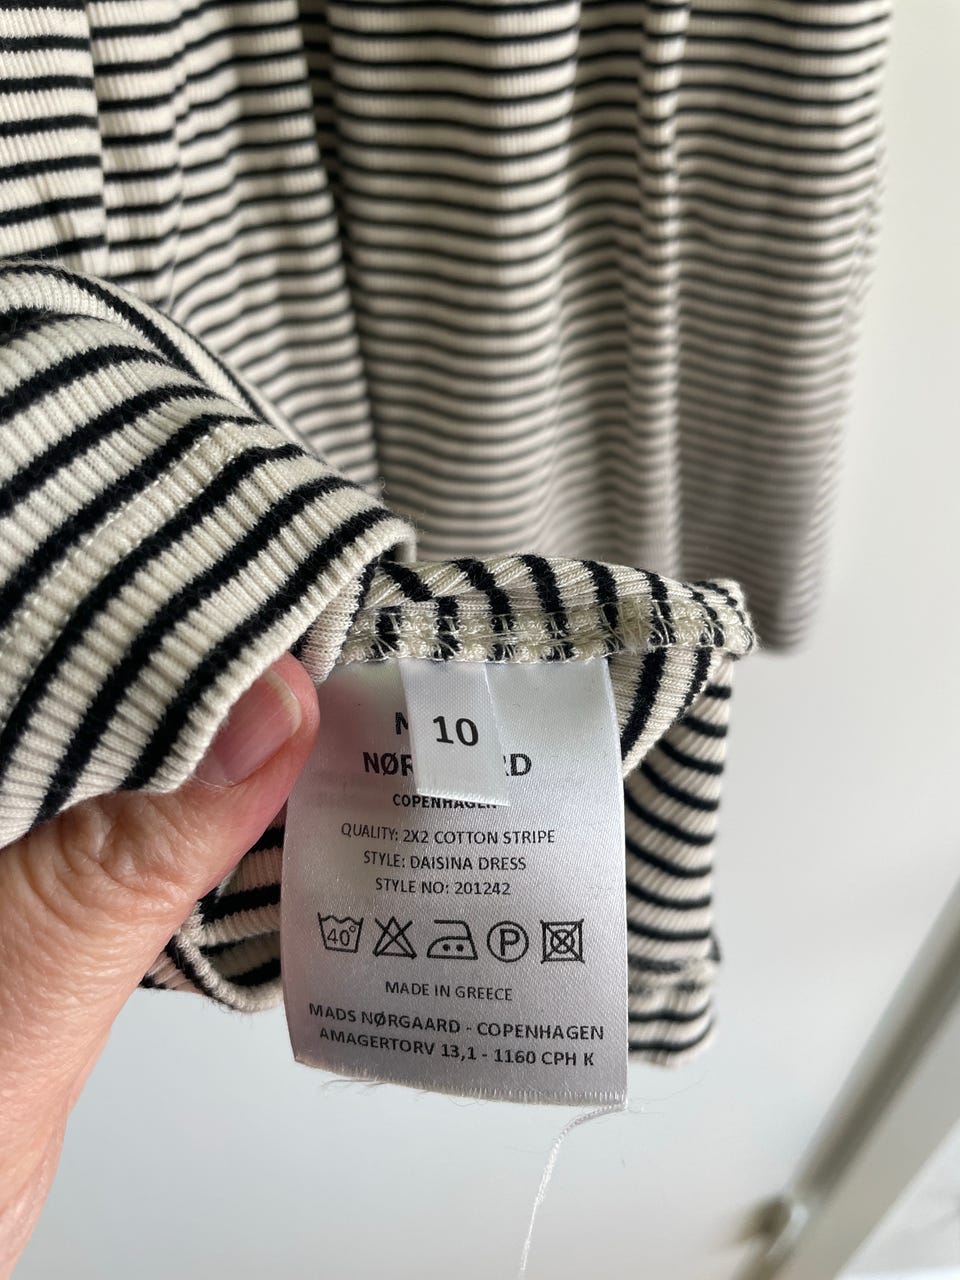 10
COPENHAGEN
QUALITY: 2X2 COTTON STRIPE
STYLE: DAISINA DRESS
STYLE NO: 201242
40°
P
MADE IN GREECE
MADS NØRGAARD - COPENHAGEN
AMAGERTORV 13,1 - 1160 CPH K